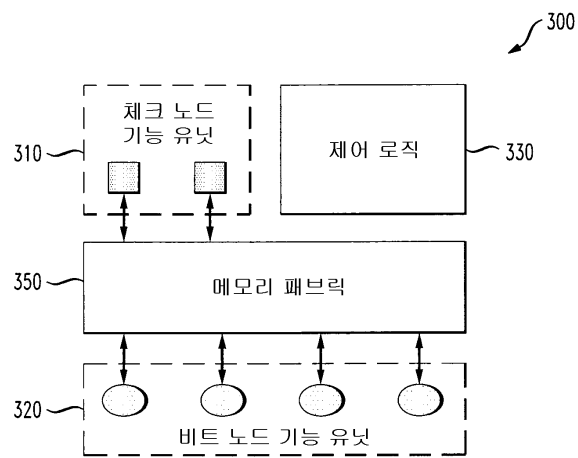 300
체크 노드
기능 유닛
310
제어 로직
330
350
메모리 패브릭
320
비트 노드 기능 유닛